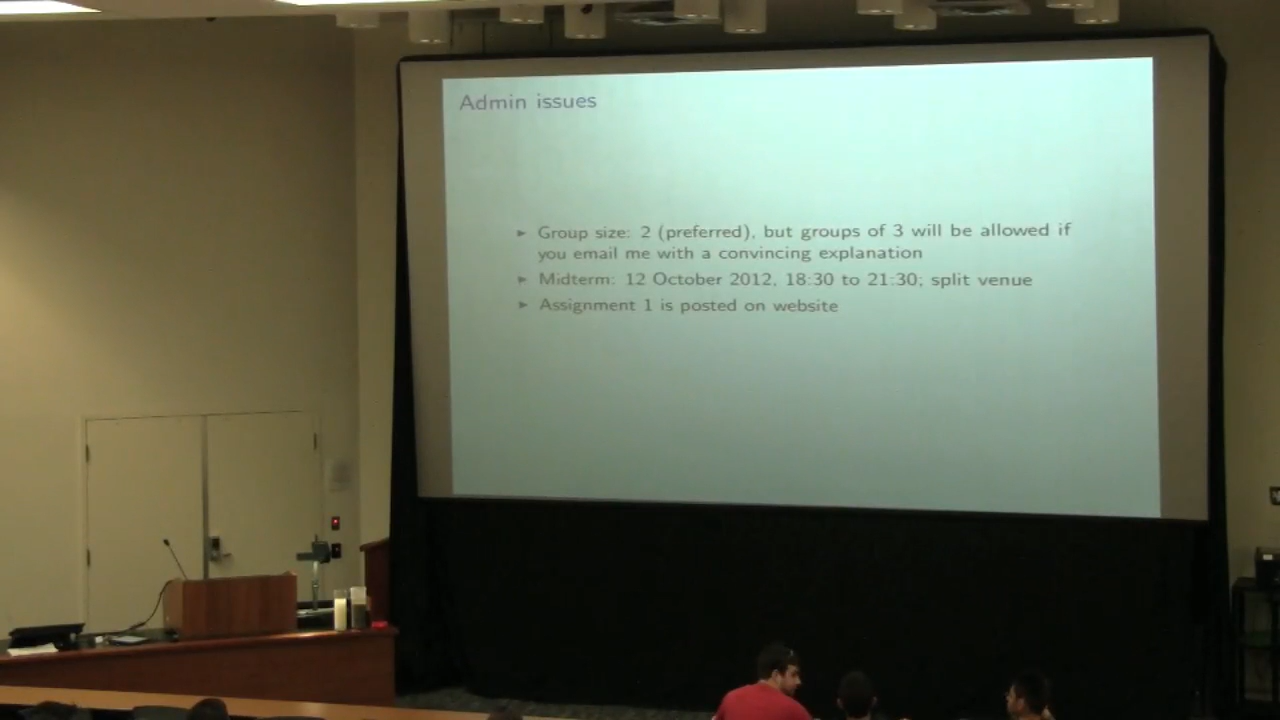 Admin issues
► Group size: 2 (preferred), but groups of 3 will be allowed if
you email me with a convincing explanation
► Midterm: 12 October 2012, 18:30 to 21:30; split venue
► Assignment 1 is posted on website